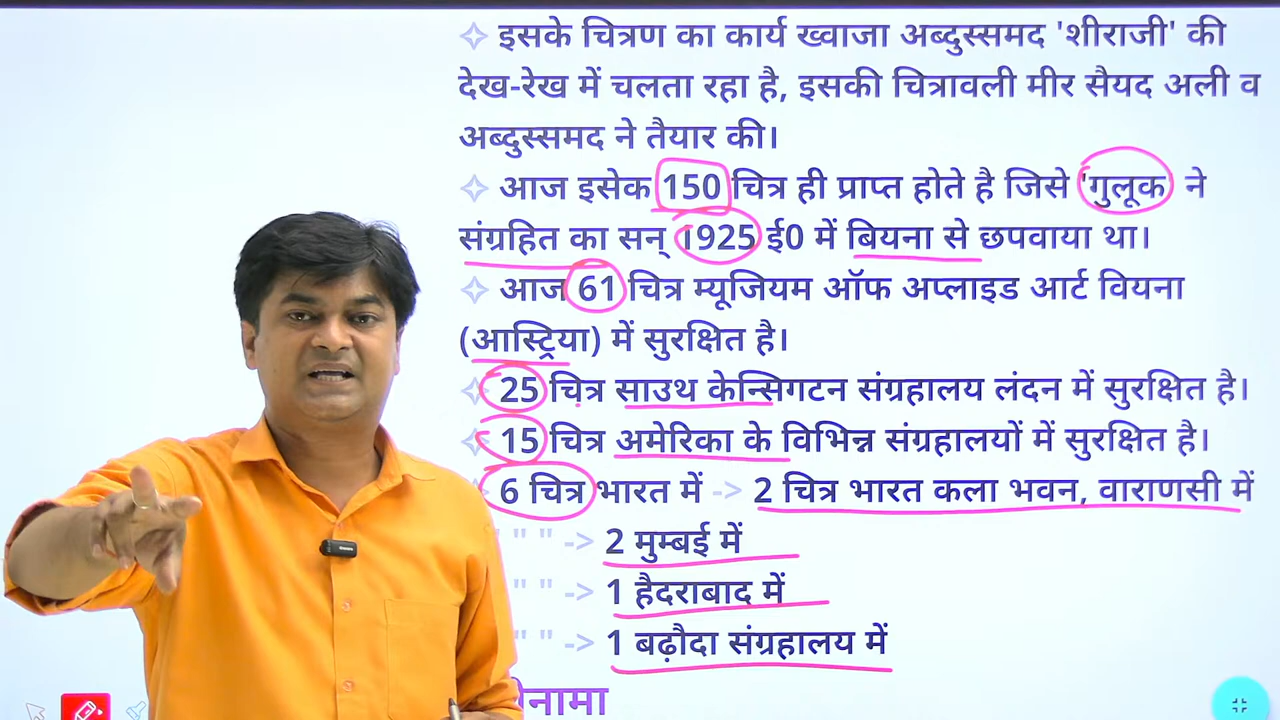 इसके चित्रण का कार्य ख्वाजा अब्दुस्समद 'शीराजी' की
देख-रेख में चलता रहा है, इसकी चित्रावली मीर सैयद अली व
अब्दुस्समद ने तैयार की।
आज इसेक 150 चित्र ही प्राप्त होते है जिसे 'गुलूक ने
संग्रहित का सन् 1925 ई0 में बियना से छपवाया था।
आज 61 चित्र म्यूजियम ऑफ अप्लाइड आर्ट वियना
(आस्ट्रिया) में सुरक्षित है।
25 चित्र साउथ केन्सिगटन संग्रहालय लंदन में सुरक्षित है।
15 चित्र अमेरिका के विभिन्न संग्रहालयों में सुरक्षित है।
6 चित्र भारत में -> 2 चित्र भारत कला भवन, वाराणसी में
" " -> 2 मुम्बई में
" " -> 1 हैदराबाद में
" " -> 1 बढ़ौदा संग्रहालय में